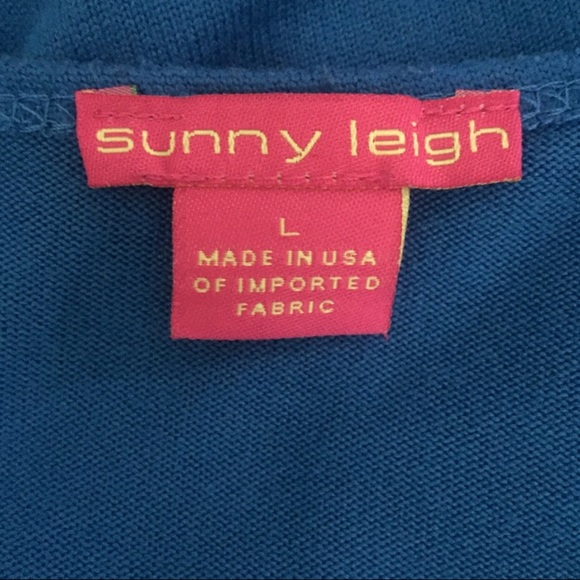 sunny leigh
L
MADE IN USA
OF IMPORTED
FABRIC